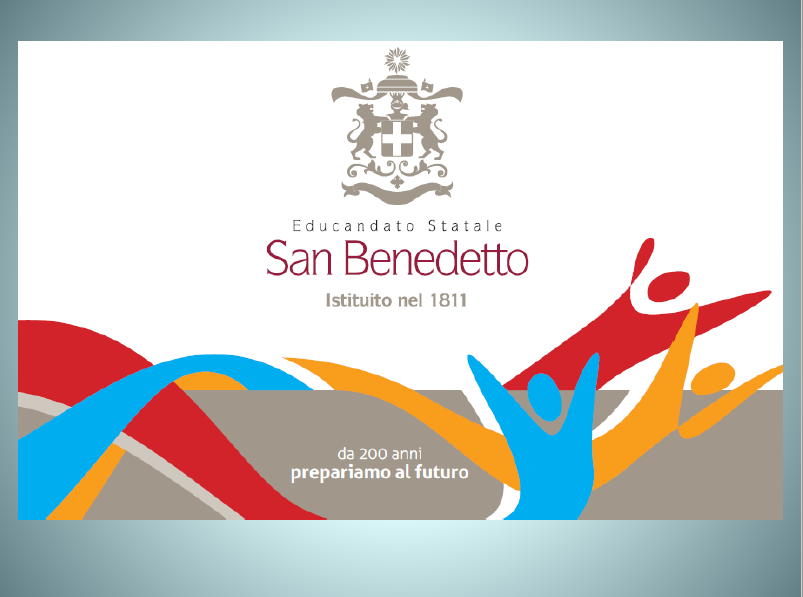 Educandato Statale
San Benedetto
Istituito nel 1811
da 200 anni
prepariamo al futuro